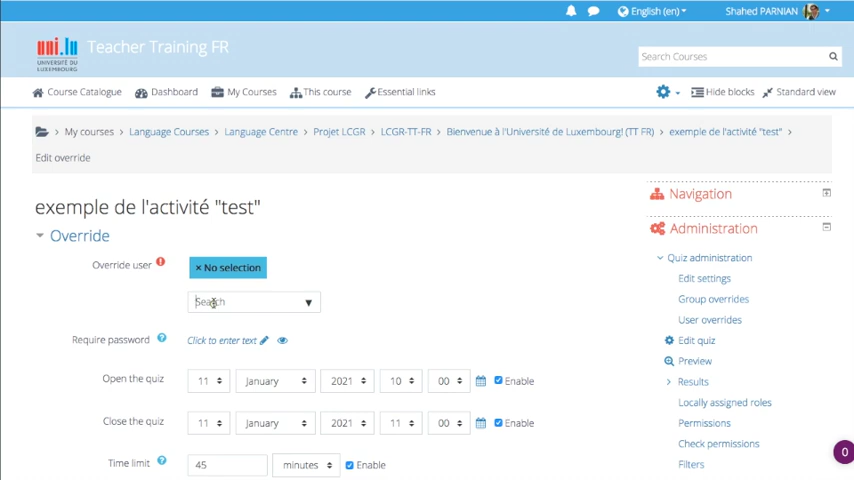 English (en)
Shahed PARNIAN
uni.lu
UNIVERSITÉ DU
LUXEMBOURG
Teacher Training FR
Search Courses
Course Catalogue
Dashboard
My Courses
This course
Essential links
Hide blocks
Standard view
My courses > Language Courses > Language Centre > Projet LCGR > LCGR-TT-FR > Bienvenue à l'Université de Luxembourg! (TT FR) > exemple de l'activité "test" >
Edit override
exemple de l'activité "test"
Override
Override user
× No selection
Search
Require password
Click to enter text
Open the quiz
11 January 2021 10 00 Enable
Close the quiz
11 January 2021 11 00 Enable
Time limit
45 minutes Enable
Navigation
Administration
Quiz administration
Edit settings
Group overrides
User overrides
Edit quiz
Preview
Results
Locally assigned roles
Permissions
Check permissions
Filters
0